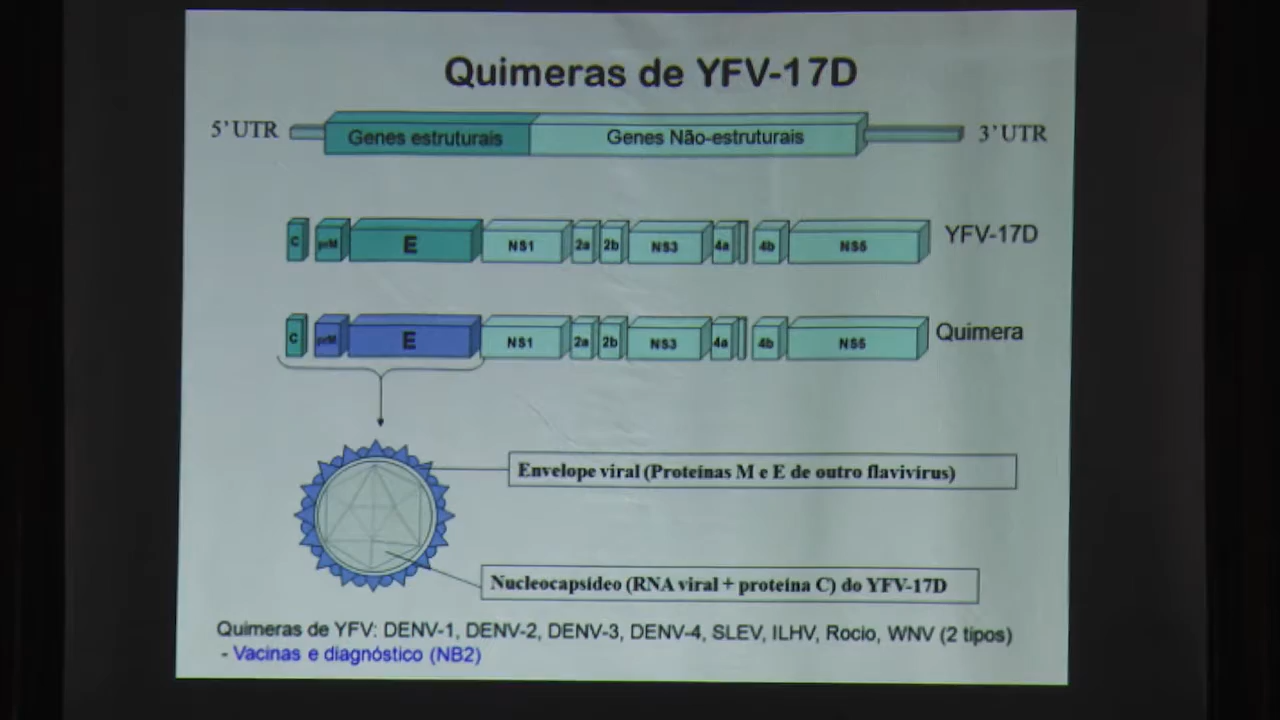 Quimeras de YFV-17D
5'UTR Genes estruturais Genes Não-estruturais 3'UTR
C prM E NS1 2a 2b NS3 4a 4b NS5 YFV-17D
C prM E NS1 2a 2b NS3 4a 4b NS5 Quimera
Envelope viral (Proteínas M e E de outro flavivírus)
Nucleocapsídeo (RNA viral + proteína C) do YFV-17D
Quimeras de YFV: DENV-1, DENV-2, DENV-3, DENV-4, SLEV, ILHV, Rocio, WNV (2 tipos)
- Vacinas e diagnóstico (NB2)